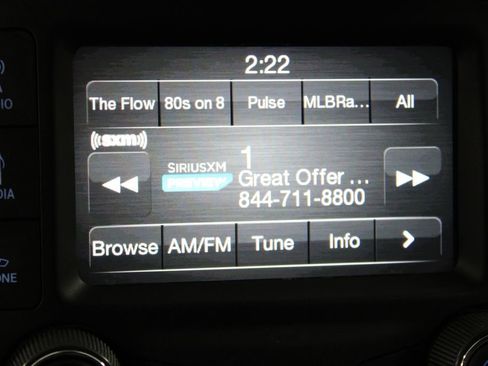 2:22
The Flow 80s on 8 Pulse MLBRa... All
((sxm))
1
SIRIUSXM
PREVIEW
Great Offer ...
844-711-8800
Browse AM/FM Tune Info >